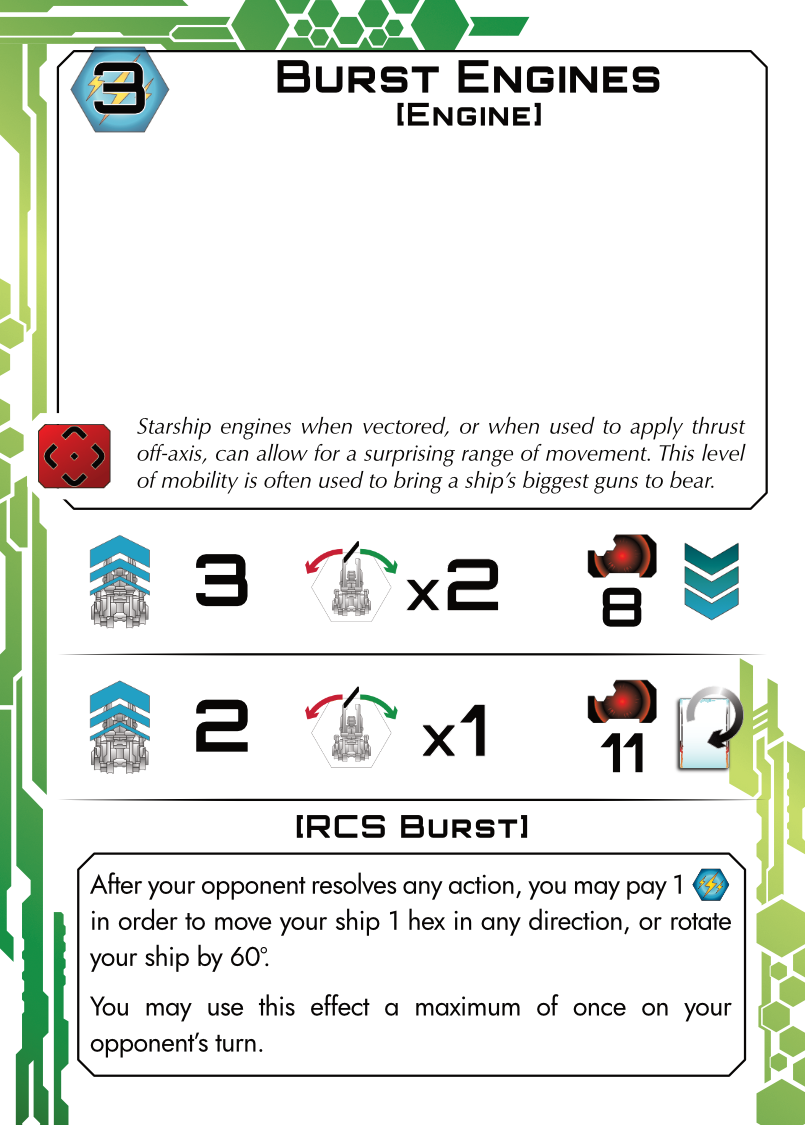 3
Burst Engines
[Engine]
Starship engines when vectored, or when used to apply thrust
off-axis, can allow for a surprising range of movement. This level
of mobility is often used to bring a ship's biggest guns to bear.
3 x2 8
2 x1 11
[RCS Burst]
After your opponent resolves any action, you may pay 1
in order to move your ship 1 hex in any direction, or rotate
your ship by 60°.
You may use this effect a maximum of once on your
opponent's turn.